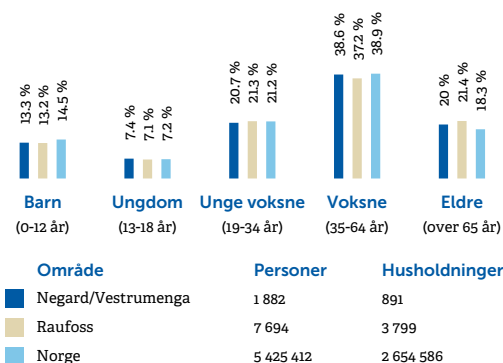 13.3 % 13.2 % 14.5 %
7.4 % 7.1 % 7.2 %
20.7 % 21.3 % 21.2 %
38.6 % 37.2 % 38.9 %
20 % 21.4 % 18.3 %
Barn Ungdom Unge voksne Voksne Eldre
(0-12 år) (13-18 år) (19-34 år) (35-64 år) (over 65 år)
Område Personer Husholdninger
Negard/Vestrumenga 1 882 891
Raufoss 7 694 3 799
Norge 5 425 412 2 654 586